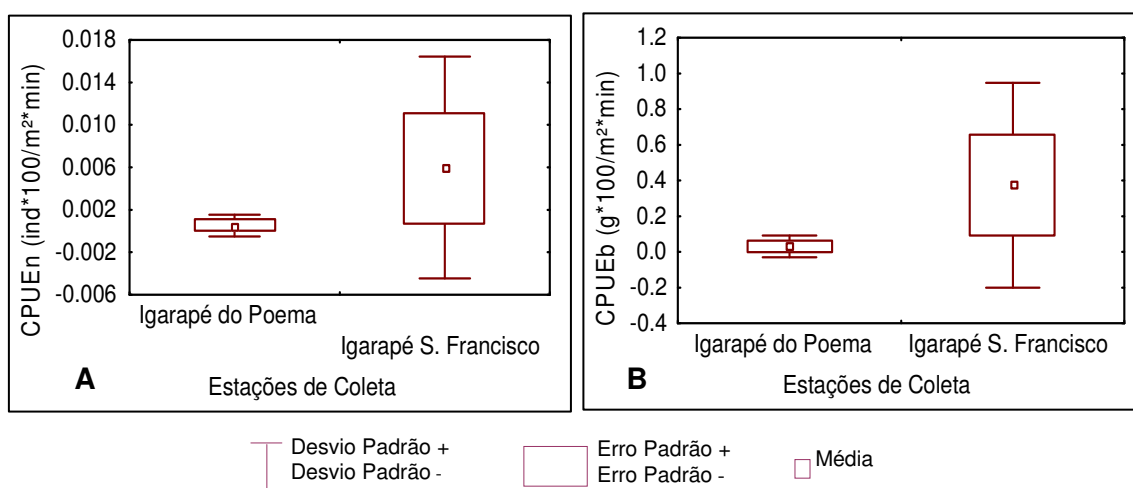 CPUEn (ind*100/m²*min)
0.018
0.014
0.010
0.006
0.002
-0.002
-0.006
Igarapé do Poema
Igarapé S. Francisco
A
Estações de Coleta
CPUEb (g*100/m²*min)
1.2
1.0
0.8
0.6
0.4
0.2
0.0
-0.2
-0.4
Igarapé do Poema Igarapé S. Francisco
B
Estações de Coleta
Desvio Padrão +
Desvio Padrão -
Erro Padrão +
Erro Padrão -
Média